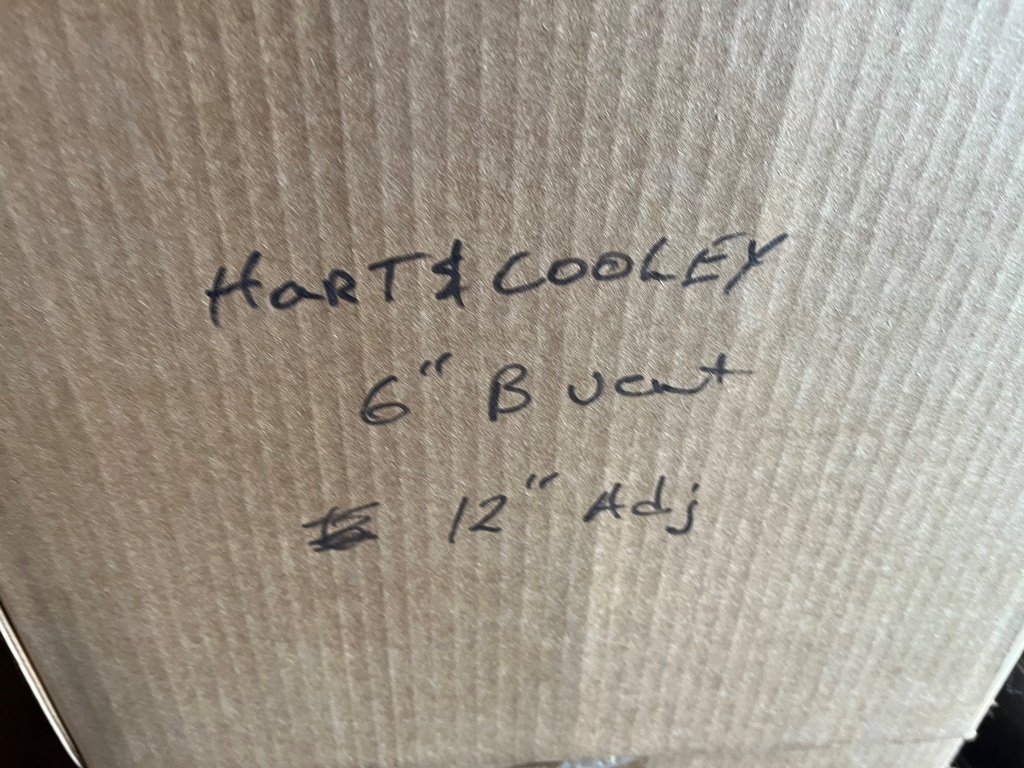 HART & COOLEY
6" B vent
12" Adj